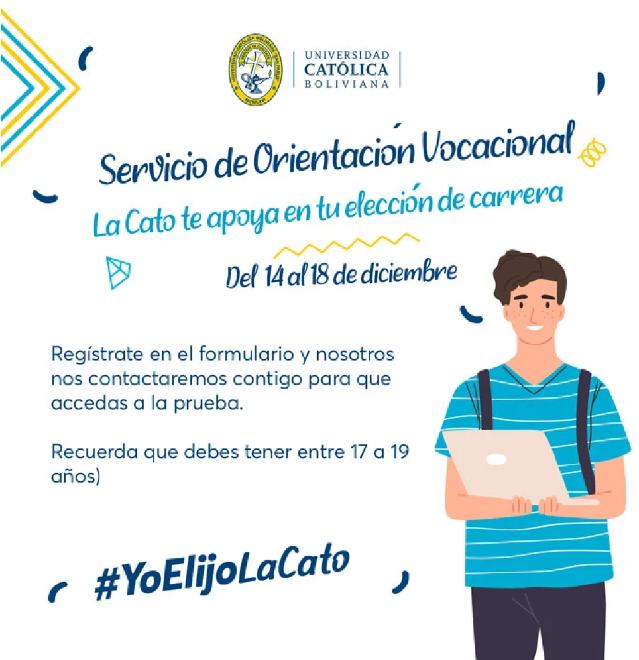 UNIVERSIDAD
CATÓLICA
BOLIVIANA
Servicio de Orientación Vocacional
La Cato te apoya en tu elección de carrera
Del 14 al 18 de diciembre
Regístrate en el formulario y nosotros
nos contactaremos contigo para que
accedas a la prueba.
Recuerda que debes tener entre 17 a 19
años)
#YoElijoLaCato